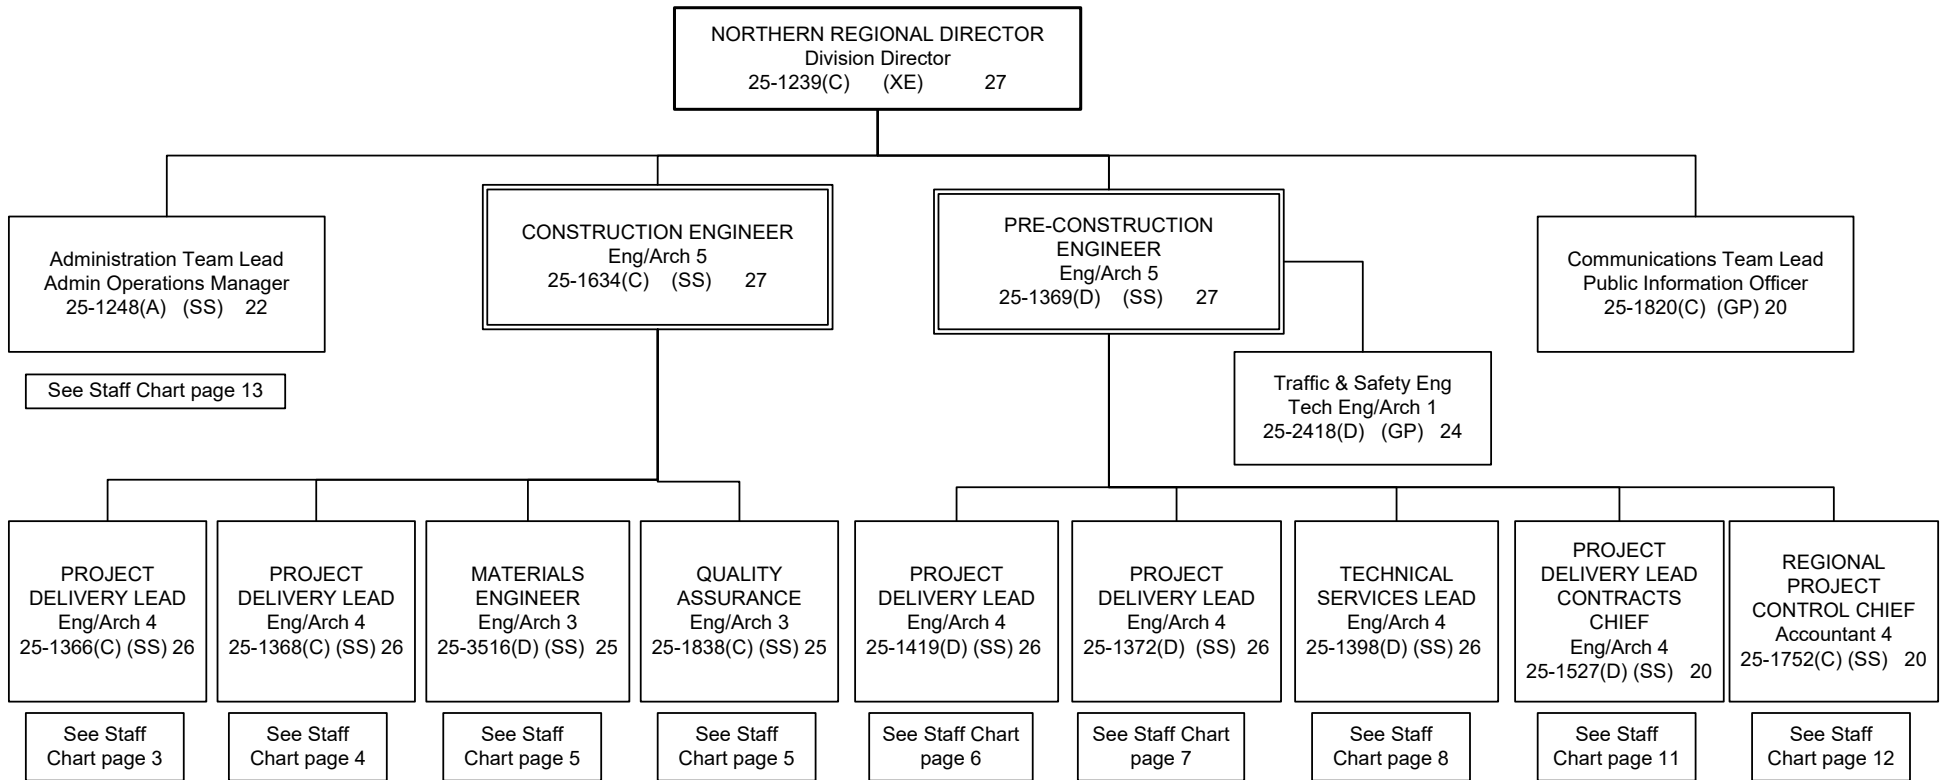 NORTHERN REGIONAL DIRECTOR
Division Director
25-1239(C) (XE) 27
Administration Team Lead
Admin Operations Manager
25-1248(A) (SS) 22
See Staff Chart page 13
CONSTRUCTION ENGINEER
Eng/Arch 5
25-1634(C) (SS) 27
PRE-CONSTRUCTION
ENGINEER
Eng/Arch 5
25-1369(D) (SS) 27
Communications Team Lead
Public Information Officer
25-1820(C) (GP) 20
Traffic & Safety Eng
Tech Eng/Arch 1
25-2418(D) (GP) 24
PROJECT
DELIVERY LEAD
Eng/Arch 4
25-1366(C) (SS) 26
See Staff
Chart page 3
PROJECT
DELIVERY LEAD
Eng/Arch 4
25-1368(C) (SS) 26
See Staff
Chart page 4
MATERIALS
ENGINEER
Eng/Arch 3
25-3516(D) (SS) 25
See Staff
Chart page 5
QUALITY
ASSURANCE
Eng/Arch 3
25-1838(C) (SS) 25
See Staff
Chart page 5
PROJECT
DELIVERY LEAD
Eng/Arch 4
25-1419(D) (SS) 26
See Staff Chart
page 6
PROJECT
DELIVERY LEAD
Eng/Arch 4
25-1372(D) (SS) 26
See Staff Chart
page 7
TECHNICAL
SERVICES LEAD
Eng/Arch 4
25-1398(D) (SS) 26
See Staff
Chart page 8
PROJECT
DELIVERY LEAD
CONTRACTS
CHIEF
Eng/Arch 4
25-1527(D) (SS) 20
See Staff
Chart page 11
REGIONAL
PROJECT
CONTROL CHIEF
Accountant 4
25-1752(C) (SS) 20
See Staff
Chart page 12